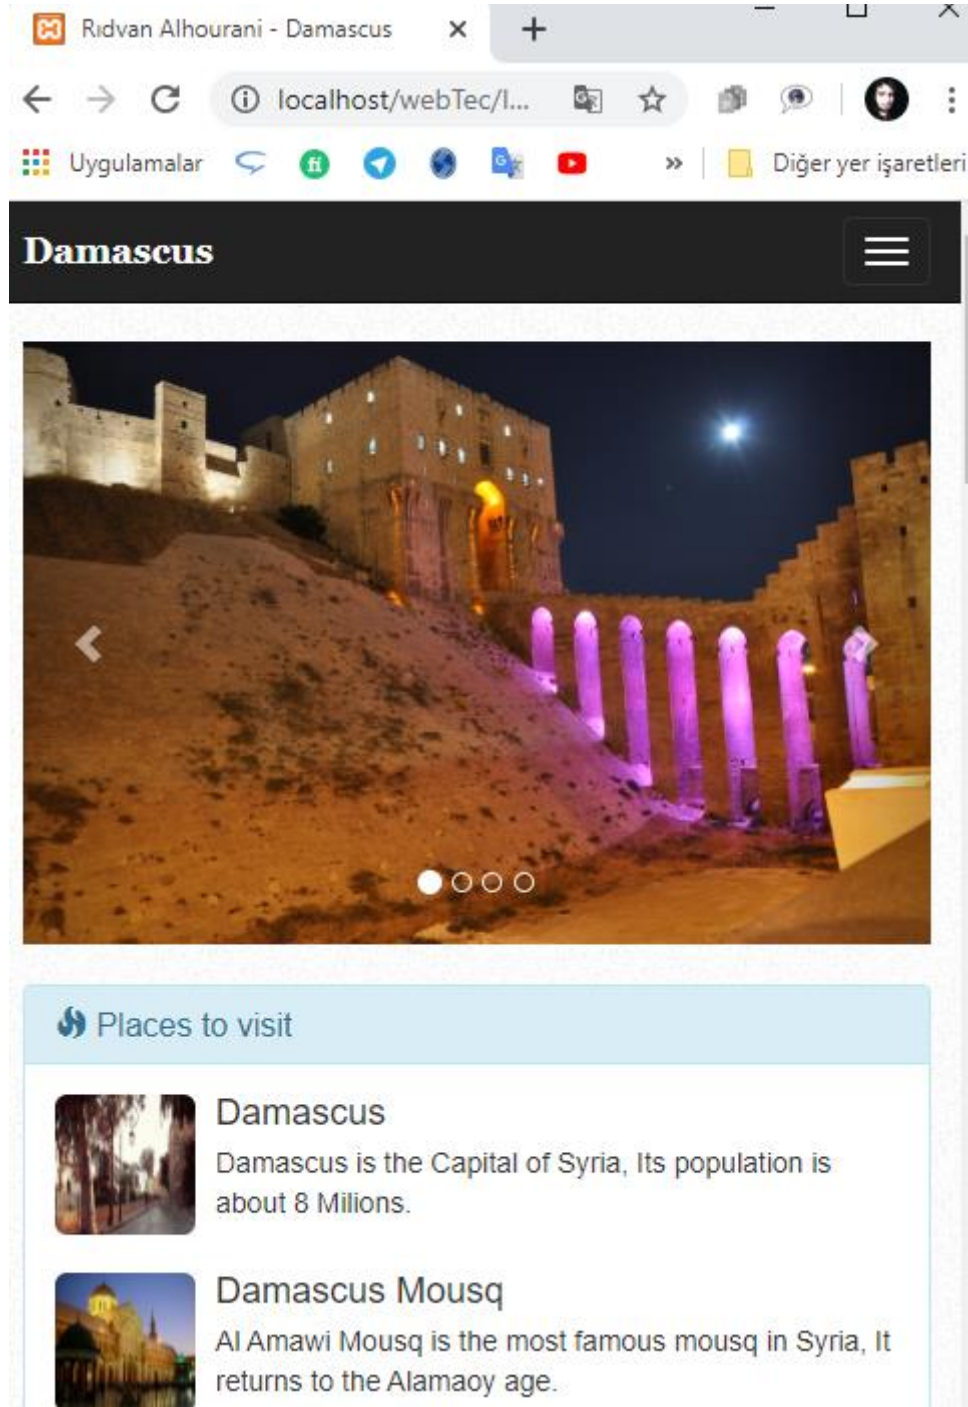 Rıdvan Alhourani - Damascus
localhost/webTec/l...
Uygulamalar
fi
»
Diğer yer işaretleri
Damascus
Places to visit
Damascus
Damascus is the Capital of Syria, Its population is
about 8 Milions.
Damascus Mousq
Al Amawi Mousq is the most famous mousq in Syria, It
returns to the Alamaoy age.